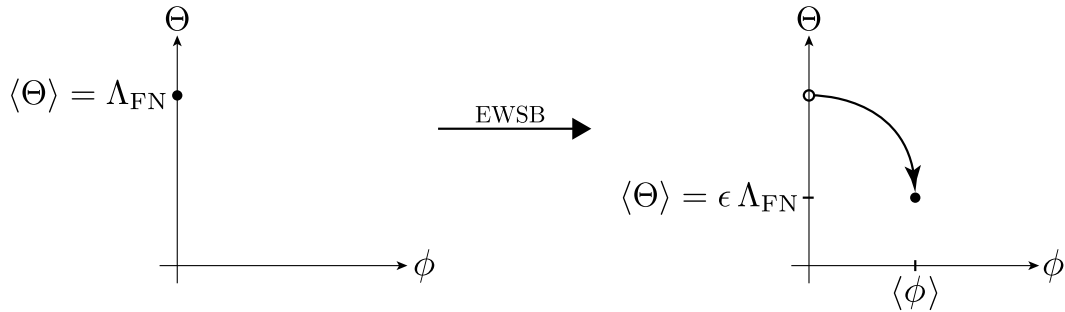 Θ
⟨Θ⟩ = Λ_FN
ϕ
EWSB
Θ
⟨Θ⟩ = ϵ Λ_FN
ϕ
⟨ϕ⟩